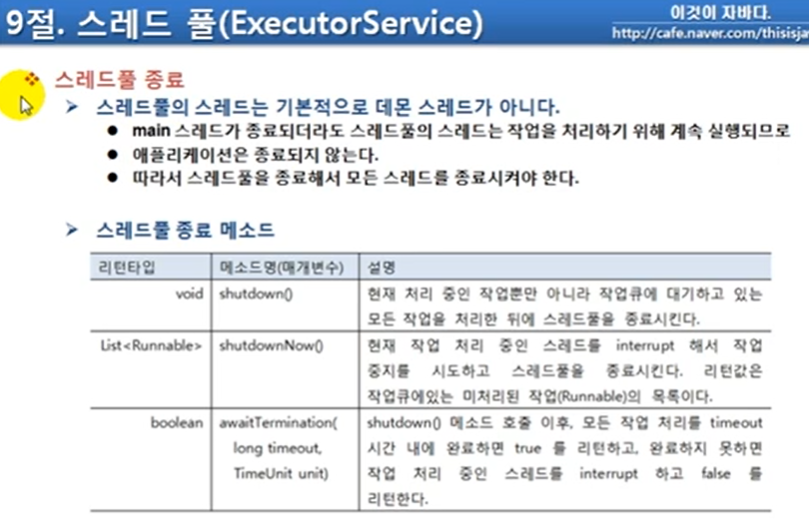 9절. 스레드 풀(ExecutorService)
이것이 자바다.
http://cafe.naver.com/thisisja
스레드풀 종료
스레드풀의 스레드는 기본적으로 데몬 스레드가 아니다.
main 스레드가 종료되더라도 스레드풀의 스레드는 작업을 처리하기 위해 계속 실행되므로
애플리케이션은 종료되지 않는다.
따라서 스레드풀을 종료해서 모든 스레드를 종료시켜야 한다.
스레드풀 종료 메소드
리턴타입 메소드명(매개변수) 설명
void shutdown() 현재 처리 중인 작업뿐만 아니라 작업큐에 대기하고 있는
모든 작업을 처리한 뒤에 스레드풀을 종료시킨다.
List<Runnable> shutdownNow() 현재 작업 처리 중인 스레드를 interrupt 해서 작업
중지를 시도하고 스레드풀을 종료시킨다. 리턴값은
작업큐에있는 미처리된 작업(Runnable)의 목록이다.
boolean awaitTermination( shutdown() 메소드 호출 이후, 모든 작업 처리를 timeout
long timeout, 시간 내에 완료하면 true 를 리턴하고, 완료하지 못하면
TimeUnit unit) 작업 처리 중인 스레드를 interrupt 하고 false 를
리턴한다.